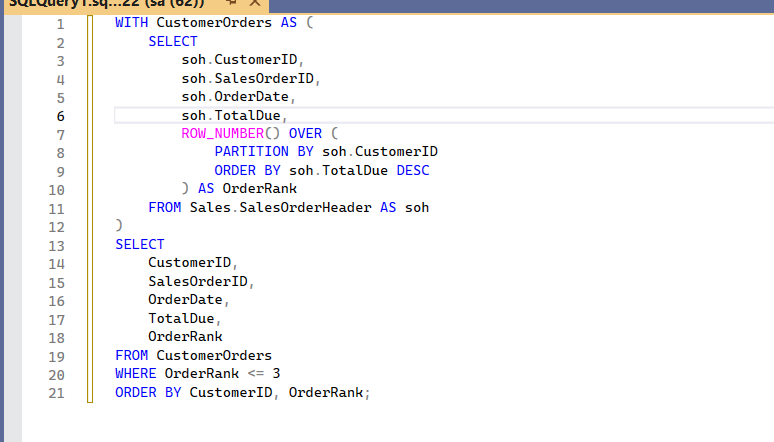 SQLQuery1.sq...22 (sa (62))
1 WITH CustomerOrders AS (
2     SELECT
3         soh.CustomerID,
4         soh.SalesOrderID,
5         soh.OrderDate,
6         soh.TotalDue,
7         ROW_NUMBER() OVER (
8             PARTITION BY soh.CustomerID
9             ORDER BY soh.TotalDue DESC
10         ) AS OrderRank
11     FROM Sales.SalesOrderHeader AS soh
12 )
13 SELECT
14     CustomerID,
15     SalesOrderID,
16     OrderDate,
17     TotalDue,
18     OrderRank
19 FROM CustomerOrders
20 WHERE OrderRank <= 3
21 ORDER BY CustomerID, OrderRank;